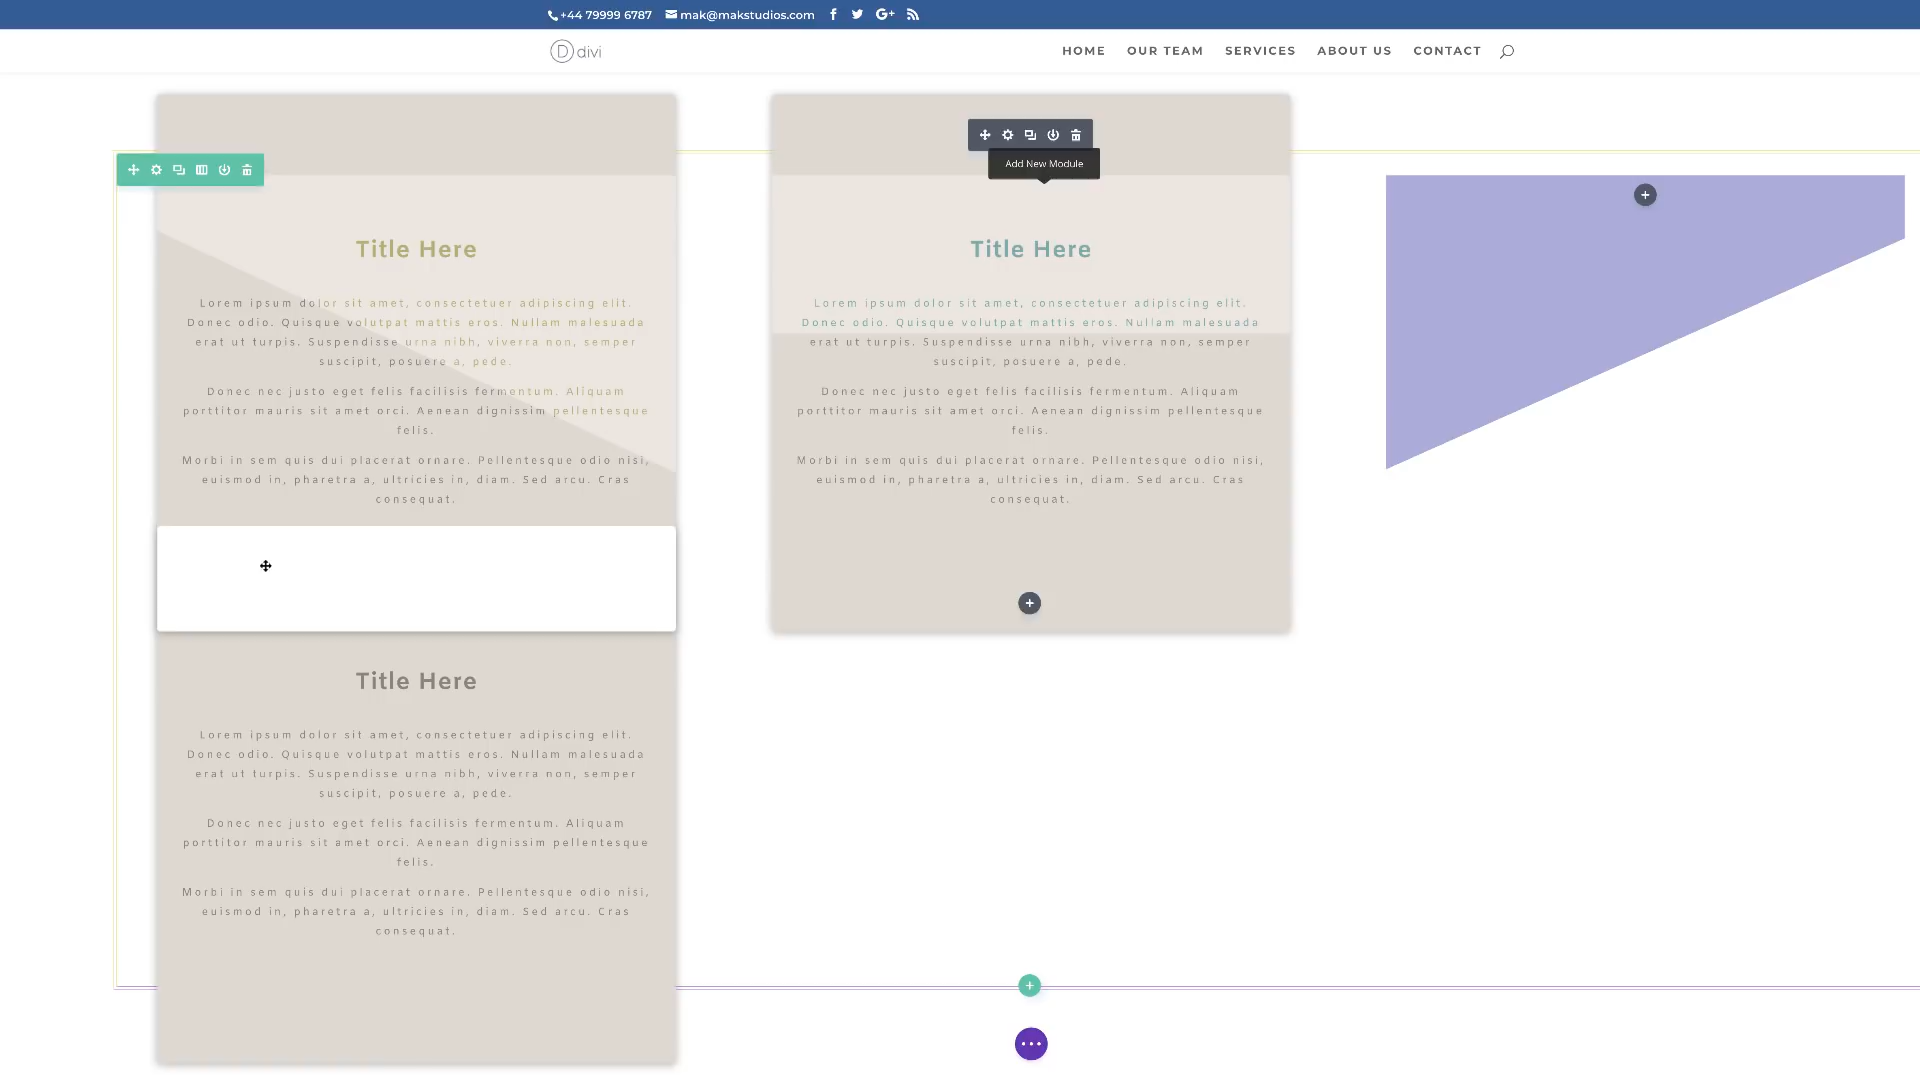 +44 79999 6787 mak@makstudios.com
D divi HOME OUR TEAM SERVICES ABOUT US CONTACT
Title Here
Lorem ipsum dolor sit amet, consectetuer adipiscing elit.
Donec odio. Quisque volutpat mattis eros. Nullam malesuada
erat ut turpis. Suspendisse urna nibh, viverra non, semper
suscipit, posuere a, pede.
Donec nec justo eget felis facilisis fermentum. Aliquam
porttitor mauris sit amet orci. Aenean dignissim pellentesque
felis.
Morbi in sem quis dui placerat ornare. Pellentesque odio nisi,
euismod in, pharetra a, ultricies in, diam. Sed arcu. Cras
consequat.
Title Here
Lorem ipsum dolor sit amet, consectetuer adipiscing elit.
Donec odio. Quisque volutpat mattis eros. Nullam malesuada
erat ut turpis. Suspendisse urna nibh, viverra non, semper
suscipit, posuere a, pede.
Donec nec justo eget felis facilisis fermentum. Aliquam
porttitor mauris sit amet orci. Aenean dignissim pellentesque
felis.
Morbi in sem quis dui placerat ornare. Pellentesque odio nisi,
euismod in, pharetra a, ultricies in, diam. Sed arcu. Cras
consequat.
Add New Module
Title Here
Lorem ipsum dolor sit amet, consectetuer adipiscing elit.
Donec odio. Quisque volutpat mattis eros. Nullam malesuada
erat ut turpis. Suspendisse urna nibh, viverra non, semper
suscipit, posuere a, pede.
Donec nec justo eget felis facilisis fermentum. Aliquam
porttitor mauris sit amet orci. Aenean dignissim pellentesque
felis.
Morbi in sem quis dui placerat ornare. Pellentesque odio nisi,
euismod in, pharetra a, ultricies in, diam. Sed arcu. Cras
consequat.